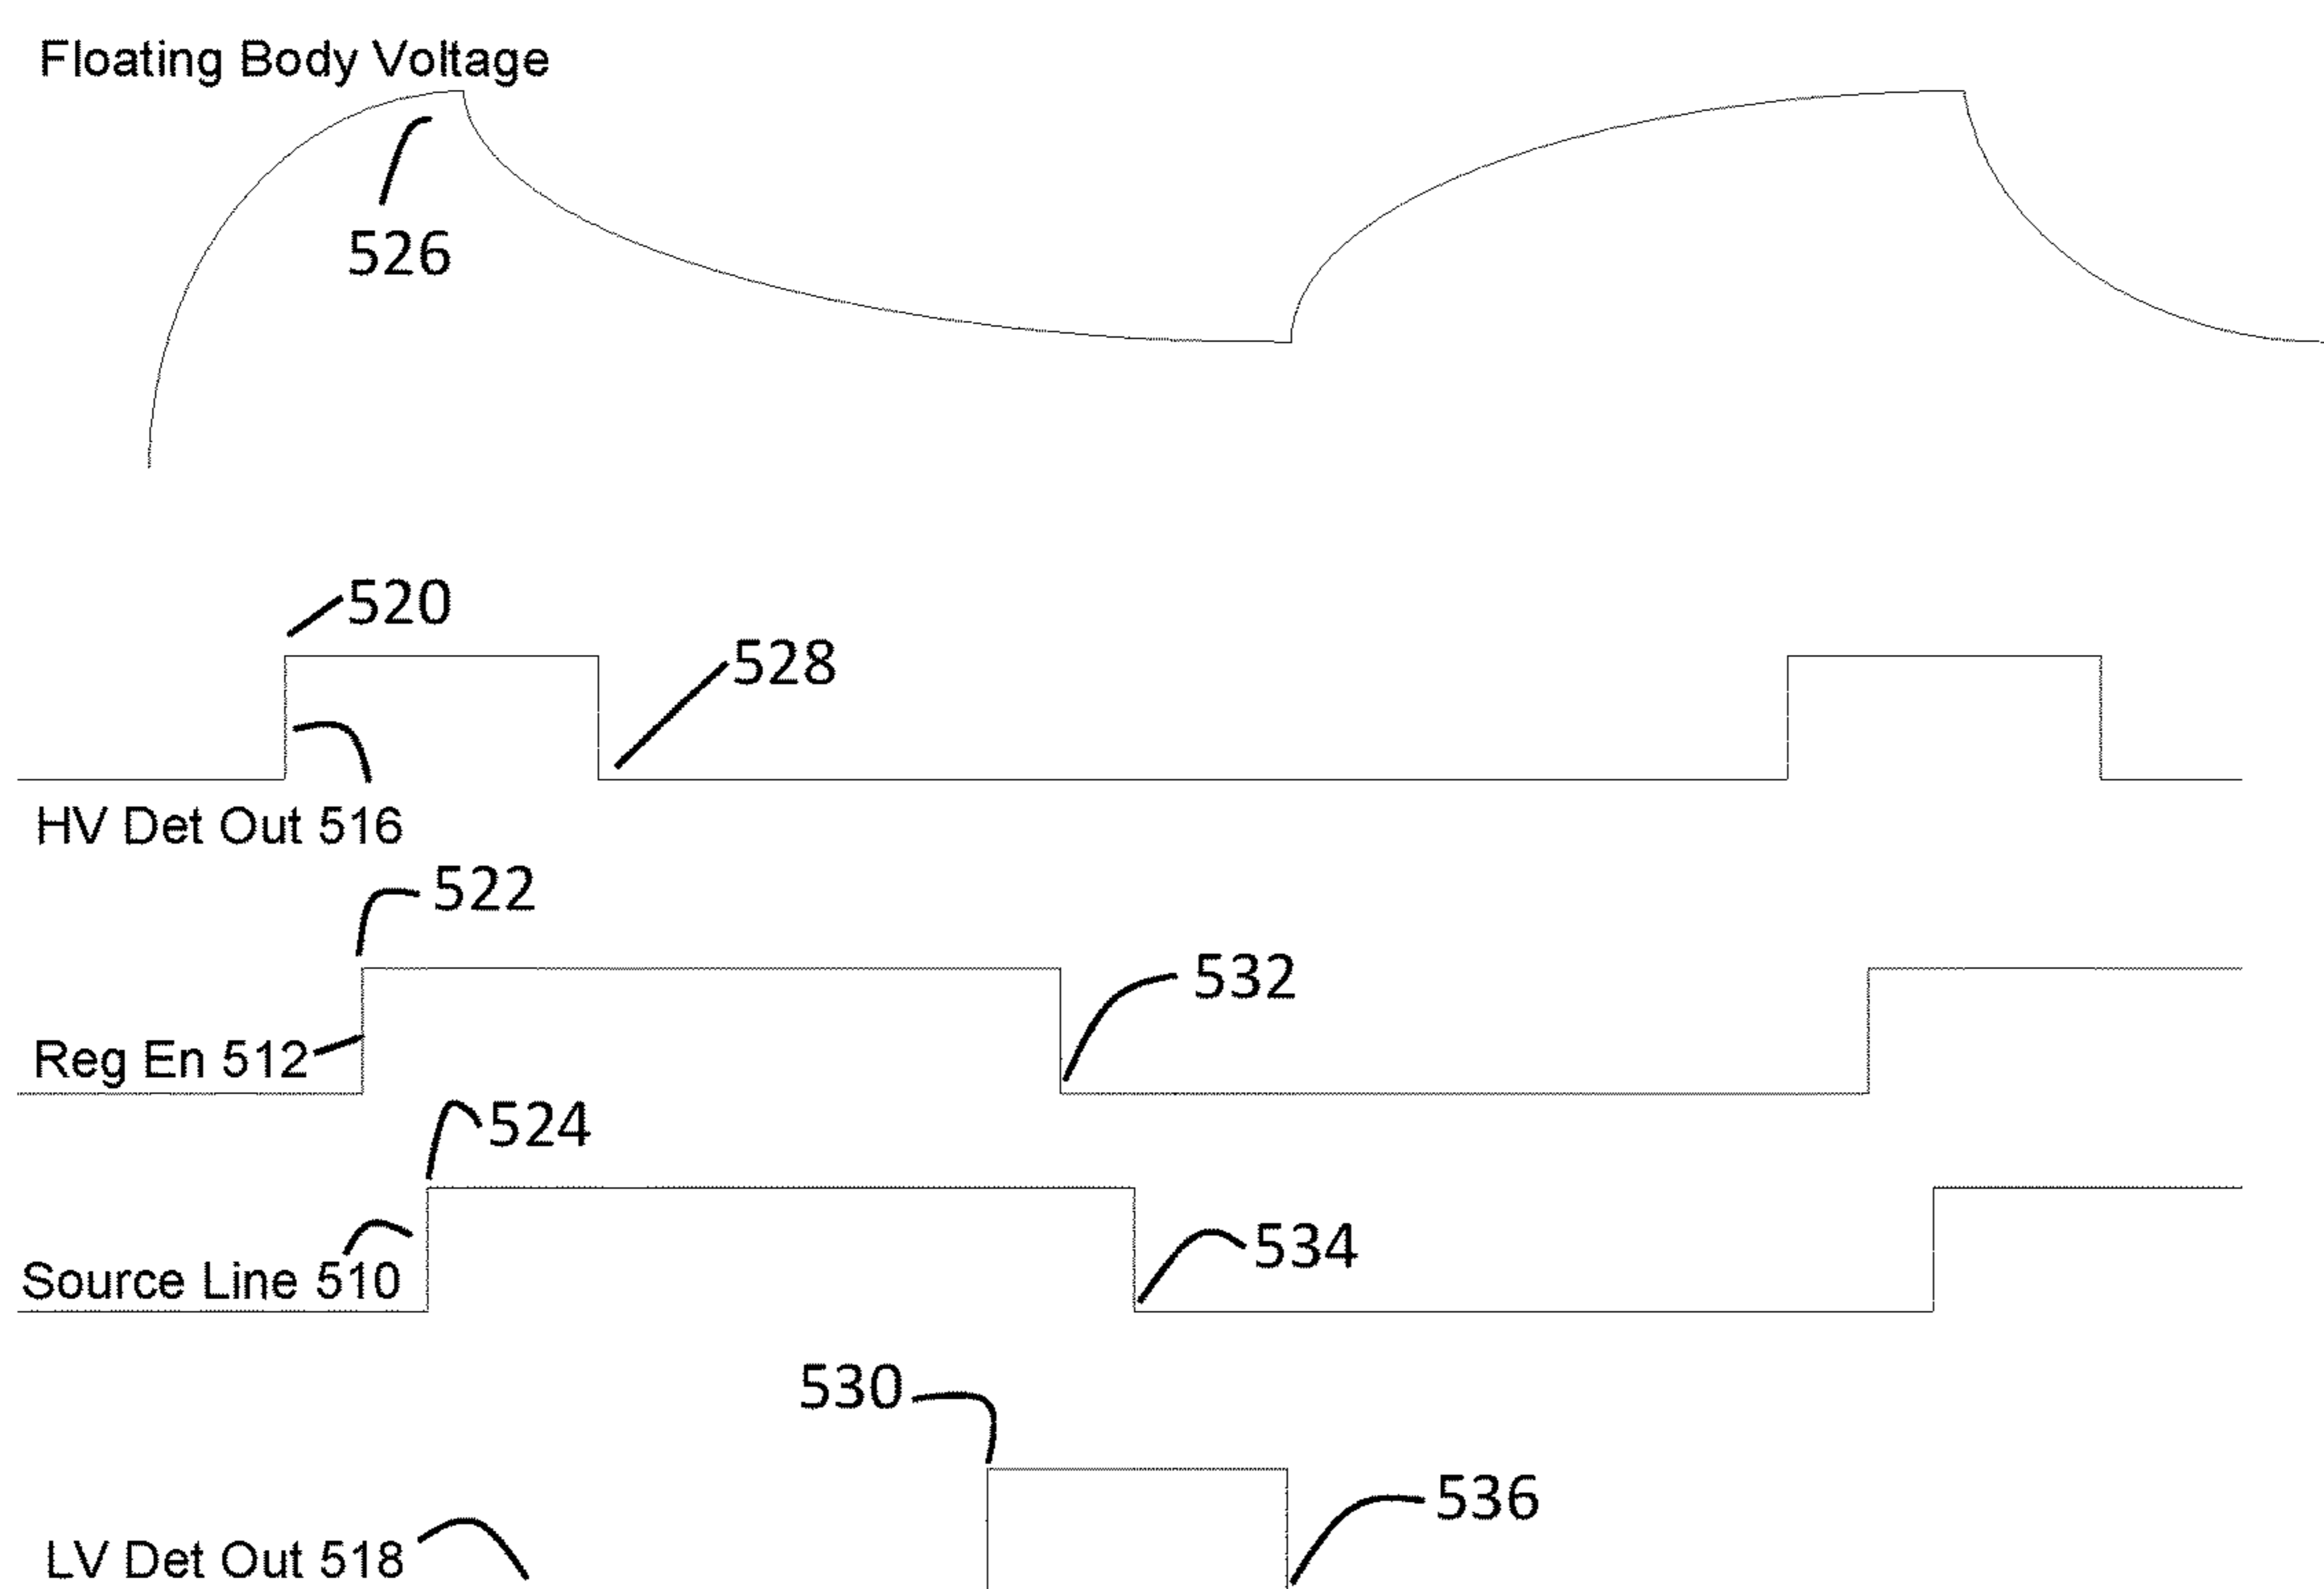 Floating Body Voltage
526
520
528
HV Det Out 516
522
532
Reg En 512
524
534
Source Line 510
530
536
LV Det Out 518